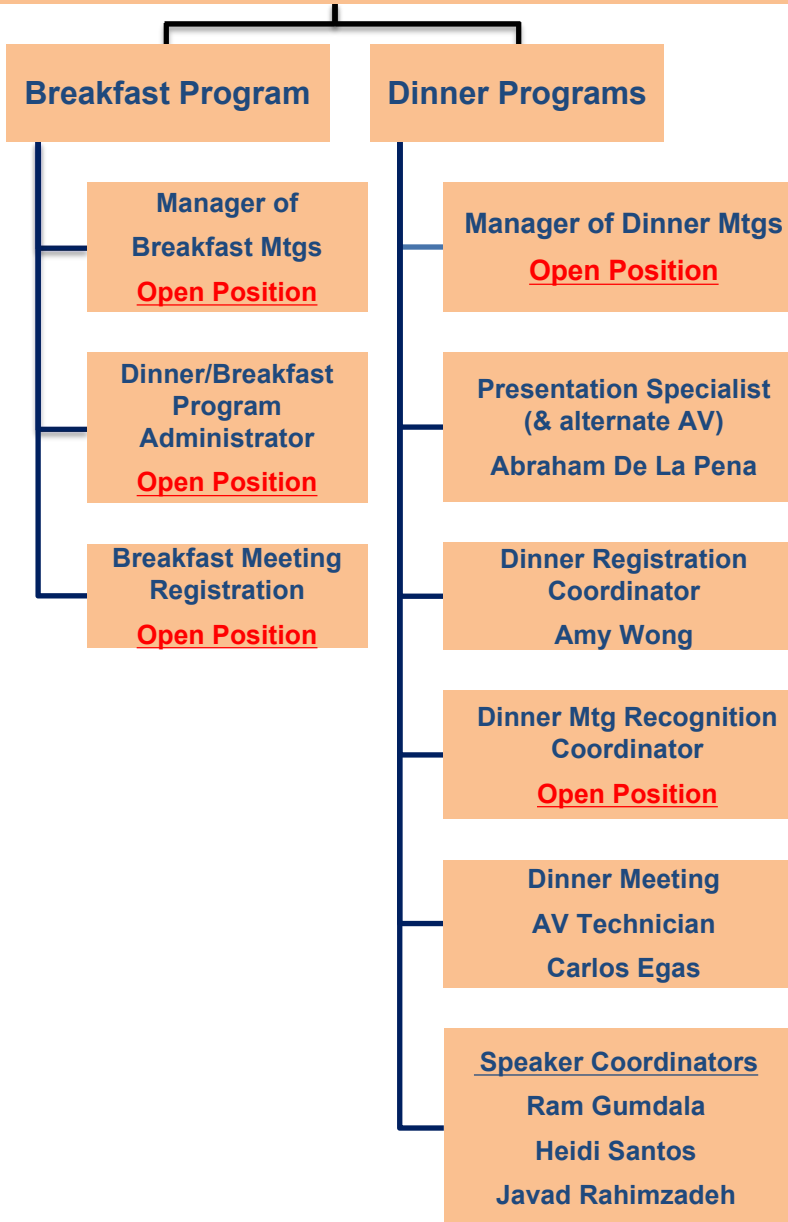 Breakfast Program
Manager of
Breakfast Mtgs
Open Position
Dinner/Breakfast
Program
Administrator
Open Position
Breakfast Meeting
Registration
Open Position
Dinner Programs
Manager of Dinner Mtgs
Open Position
Presentation Specialist
(& alternate AV)
Abraham De La Pena
Dinner Registration
Coordinator
Amy Wong
Dinner Mtg Recognition
Coordinator
Open Position
Dinner Meeting
AV Technician
Carlos Egas
Speaker Coordinators
Ram Gumdala
Heidi Santos
Javad Rahimzadeh